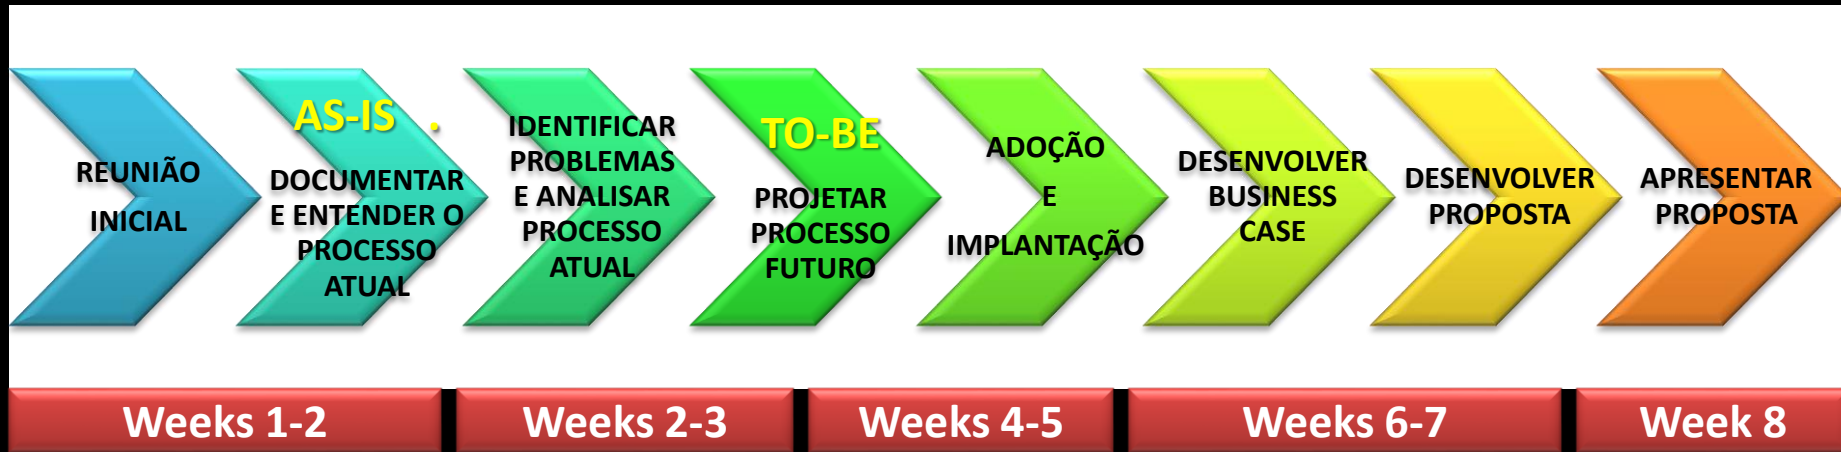 REUNIÃO
INICIAL
AS-IS .
DOCUMENTAR
E ENTENDER O
PROCESSO
ATUAL
IDENTIFICAR
PROBLEMAS
E ANALISAR
PROCESSO
ATUAL
TO-BE
PROJETAR
PROCESSO
FUTURO
ADOÇÃO
E
IMPLANTAÇÃO
DESENVOLVER
BUSINESS
CASE
DESENVOLVER
PROPOSTA
APRESENTAR
PROPOSTA
Weeks 1-2
Weeks 2-3
Weeks 4-5
Weeks 6-7
Week 8